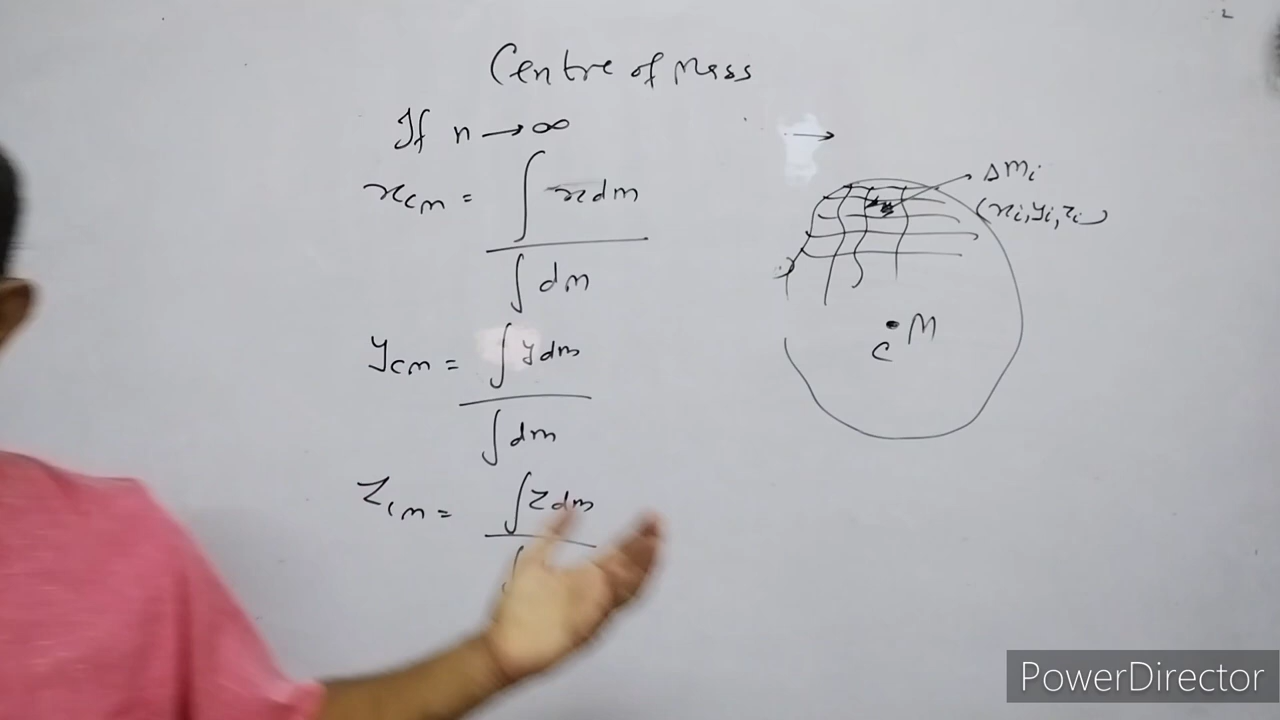 Centre of Mass
If n → ∞
x_cm = ∫ x dm
∫ dm
y_cm = ∫ y dm
∫ dm
z_cm = ∫ z dm
∫
→
Δm_i
(x_i, y_i, z_i)
M
C
PowerDirector